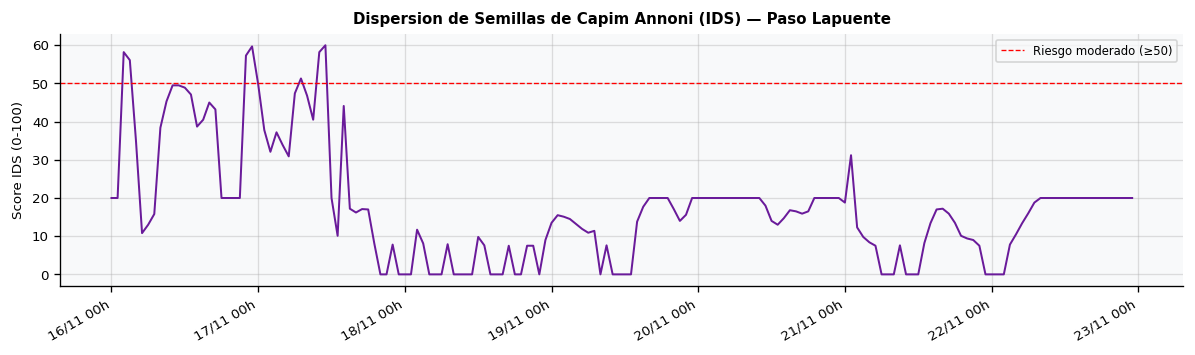 Dispersion de Semillas de Capim Annoni (IDS) — Paso Lapuente
Riesgo moderado (≥50)
Score IDS (0-100)
60
50
40
30
20
10
0
16/11 00h
17/11 00h
18/11 00h
19/11 00h
20/11 00h
21/11 00h
22/11 00h
23/11 00h